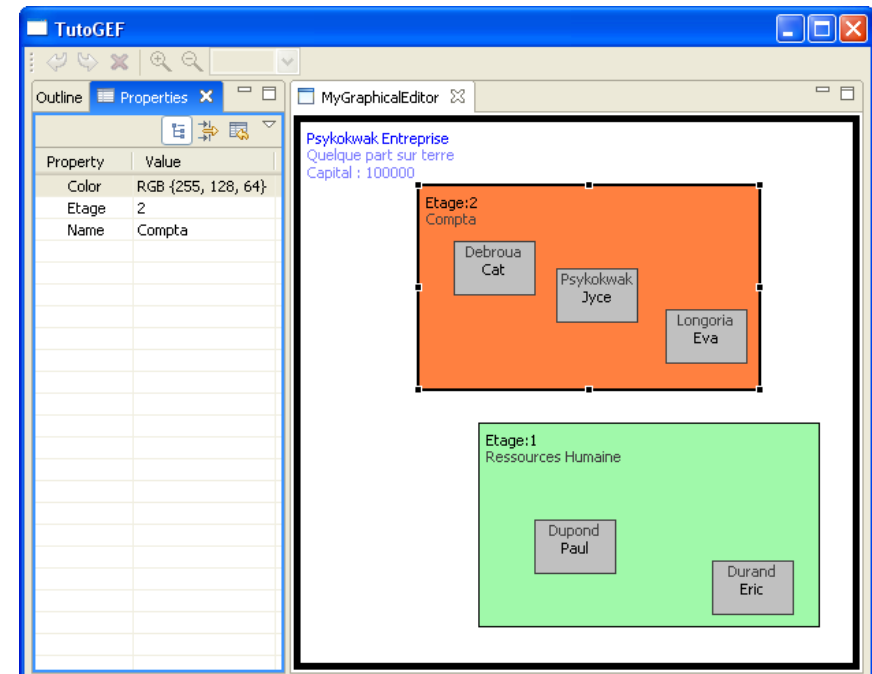 TutoGEF
Outline
Properties
MyGraphicalEditor
Property Value
Color RGB {255, 128, 64}
Etage 2
Name Compta
Psykokwak Entreprise
Quelque part sur terre
Capital : 100000
Etage:2
Compta
Debroua
Cat
Psykokwak
Jyce
Longoria
Eva
Etage:1
Ressources Humaine
Dupond
Paul
Durand
Eric